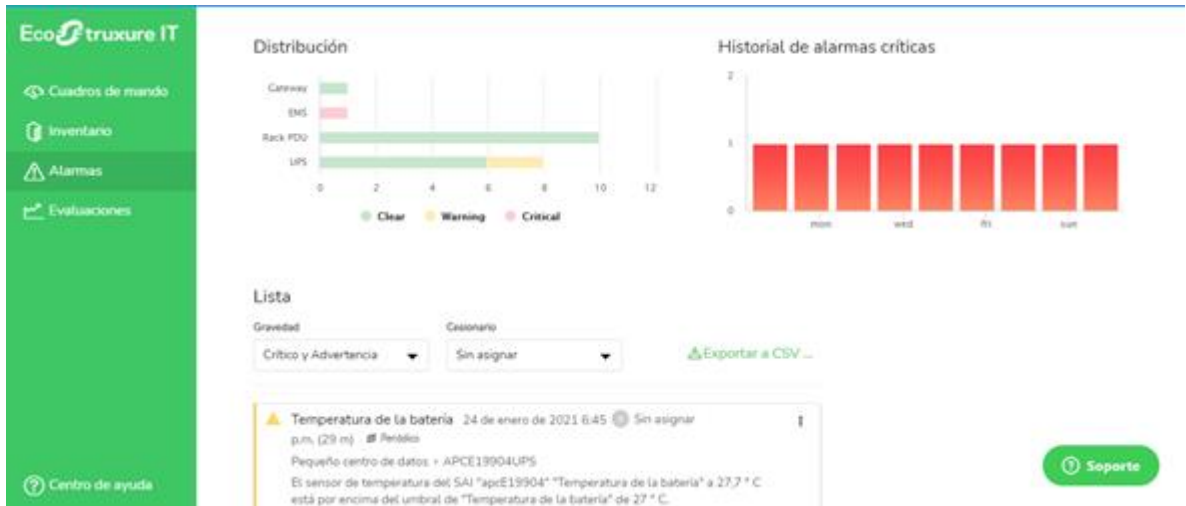 EcoStruxure IT
Cuadros de mando
Inventario
Alarmas
Evaluaciones
Centro de ayuda
Distribución
Gateway
EMS
Rack PDU
UPS
0 2 4 6 8 10 12
Clear Warning Critical
Historial de alarmas críticas
2
1
0
mon wed fri sun
Lista
Gravedad Cesionario
Crítico y Advertencia Sin asignar Exportar a CSV ...
Temperatura de la batería 24 de enero de 2021 6:45 Sin asignar
p.m. (29 m) Periódico
Pequeño centro de datos » APCE19904UPS
El sensor de temperatura del SAI "apcE19904" "Temperatura de la batería" a 27,7 ° C
está por encima del umbral de "Temperatura de la batería" de 27 ° C.
Soporte